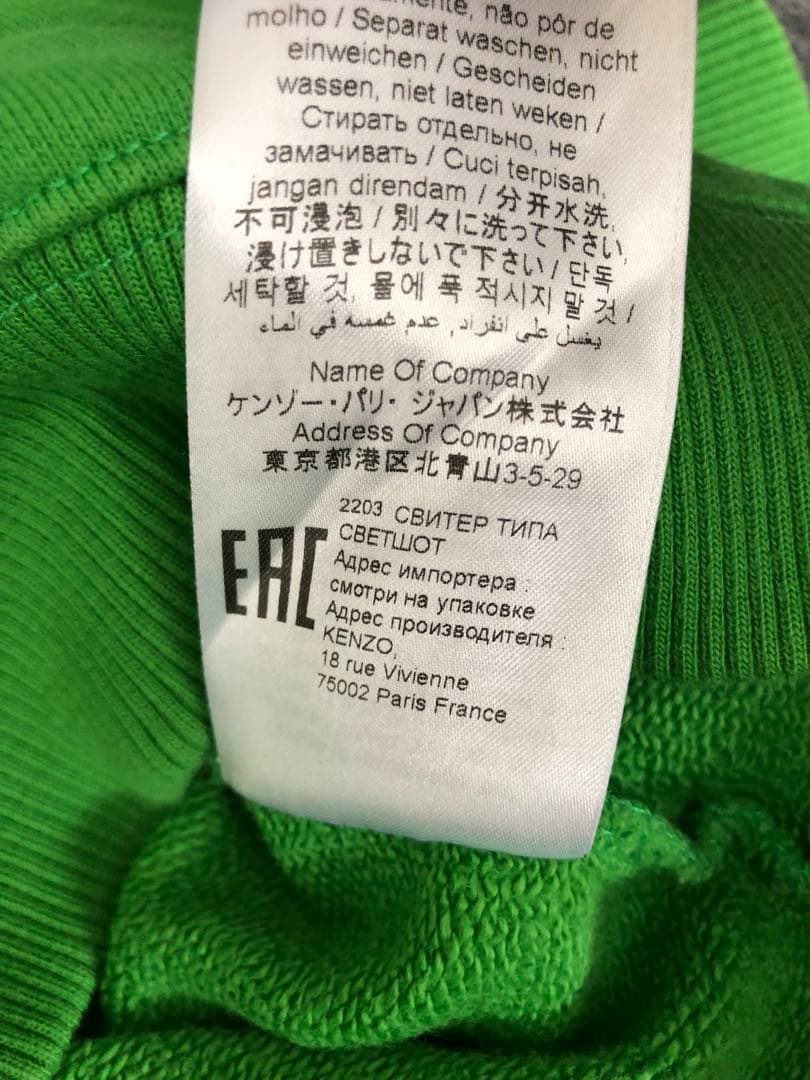 não pôr de
molho / Separat waschen, nicht
einweichen / Gescheiden
wassen, niet laten weken /
Стирать отдельно, не
замачивать / Cuci terpisah,
jangan direndam / 分开水洗,
不可浸泡 / 別々に洗って下さい,
浸け置きしないで下さい / 단독
세탁할 것, 물에 푹 적시지 말 것 /
يغسل على انفراد, عدم غمسه في الماء
Name Of Company
ケンゾー・パリ・ ジャパン株式会社
Address Of Company
東京都港区北青山3-5-29
EAC
2203 СВИТЕР ТИПА
СВЕТШОТ
Адрес импортера :
смотри на упаковке
Адрес производителя :
KENZO,
18 rue Vivienne
75002 Paris France